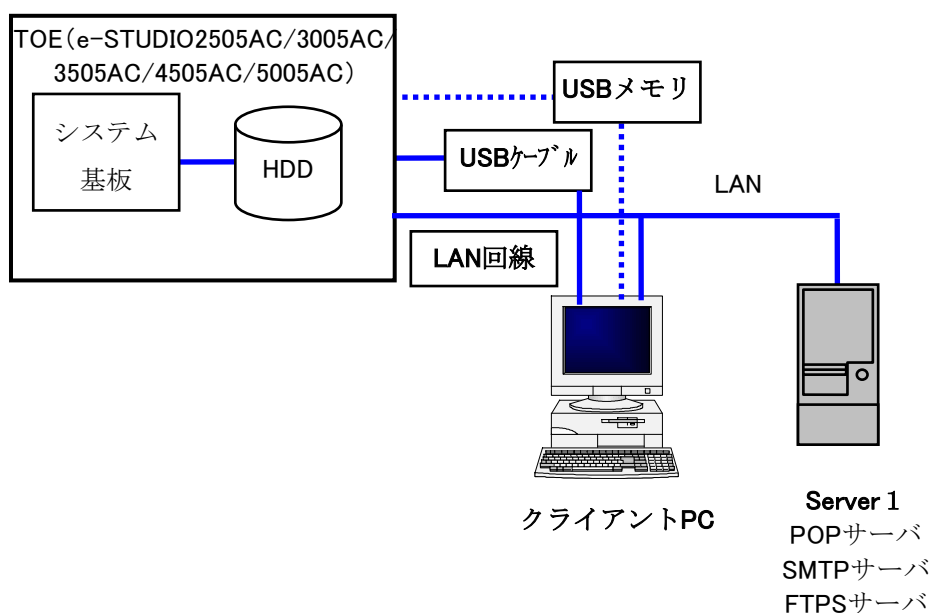 TOE(e-STUDIO2505AC/3005AC/
3505AC/4505AC/5005AC)
システム
基板
HDD
USBメモリ
USBｹｰﾌﾞﾙ
LAN
LAN回線
クライアントPC
Server１
POPサーバ
SMTPサーバ
FTPSサーバ